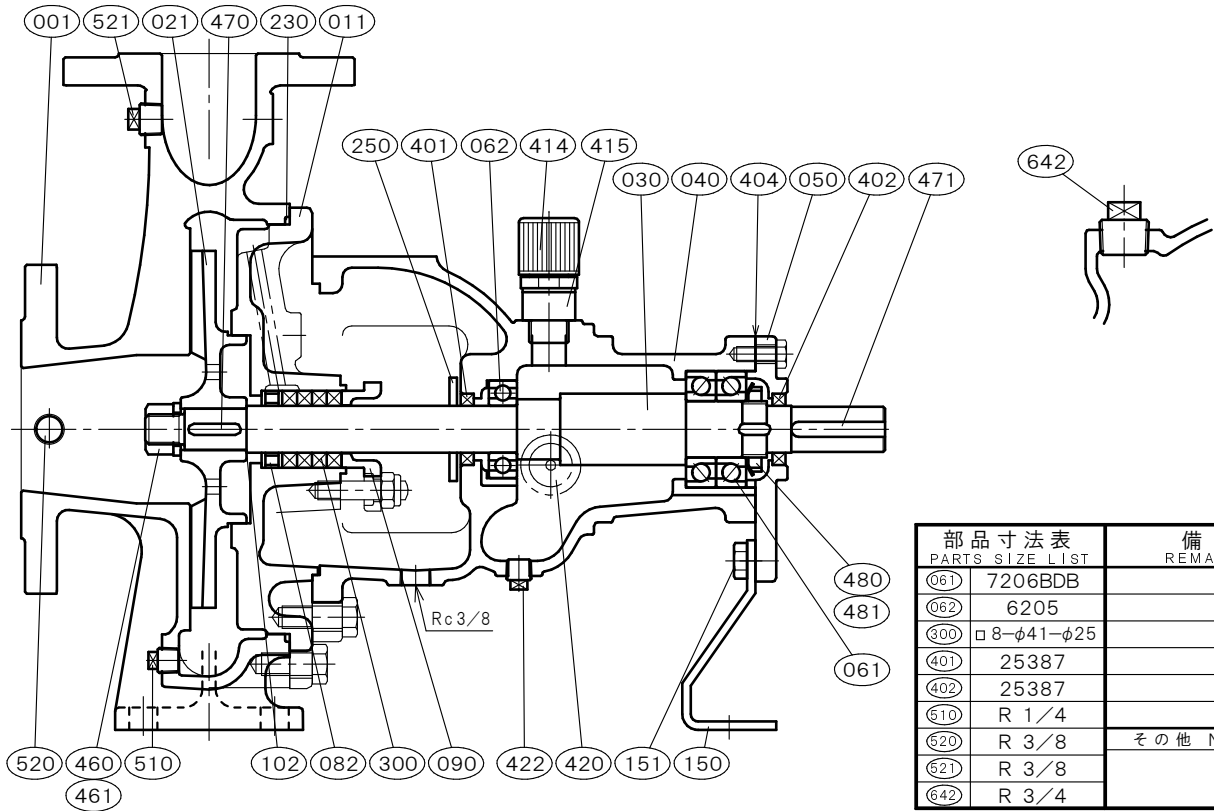 001 521 021 470 230 011
250 401 062 414 415 030 040 404 050 402 471
642
Rc 3/8
480
481
061
520 460 510 102 082 300 090 422 420 151 150
461
部品寸法表 備
PARTS SIZE LIST REMA
061 7206BDB
062 6205
300 □8-φ41-φ25
401 25387
402 25387
510 R 1/4
520 R 3/8
その他 N
521 R 3/8
642 R 3/4